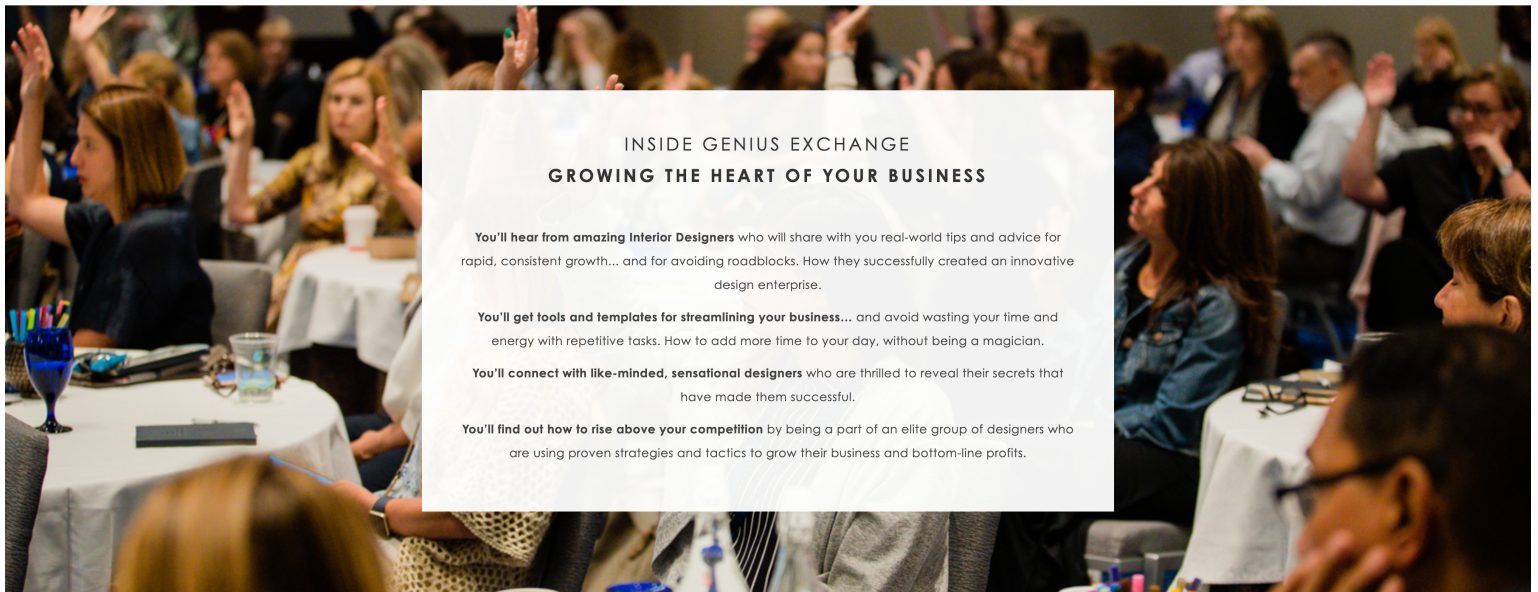 INSIDE GENIUS EXCHANGE
GROWING THE HEART OF YOUR BUSINESS
You'll hear from amazing Interior Designers who will share with you real-world tips and advice for
rapid, consistent growth... and for avoiding roadblocks. How they successfully created an innovative
design enterprise.
You'll get tools and templates for streamlining your business... and avoid wasting your time and
energy with repetitive tasks. How to add more time to your day, without being a magician.
You'll connect with like-minded, sensational designers who are thrilled to reveal their secrets that
have made them successful.
You'll find out how to rise above your competition by being a part of an elite group of designers who
are using proven strategies and tactics to grow their business and bottom-line profits.